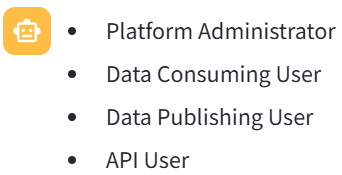 • Platform Administrator
• Data Consuming User
• Data Publishing User
• API User